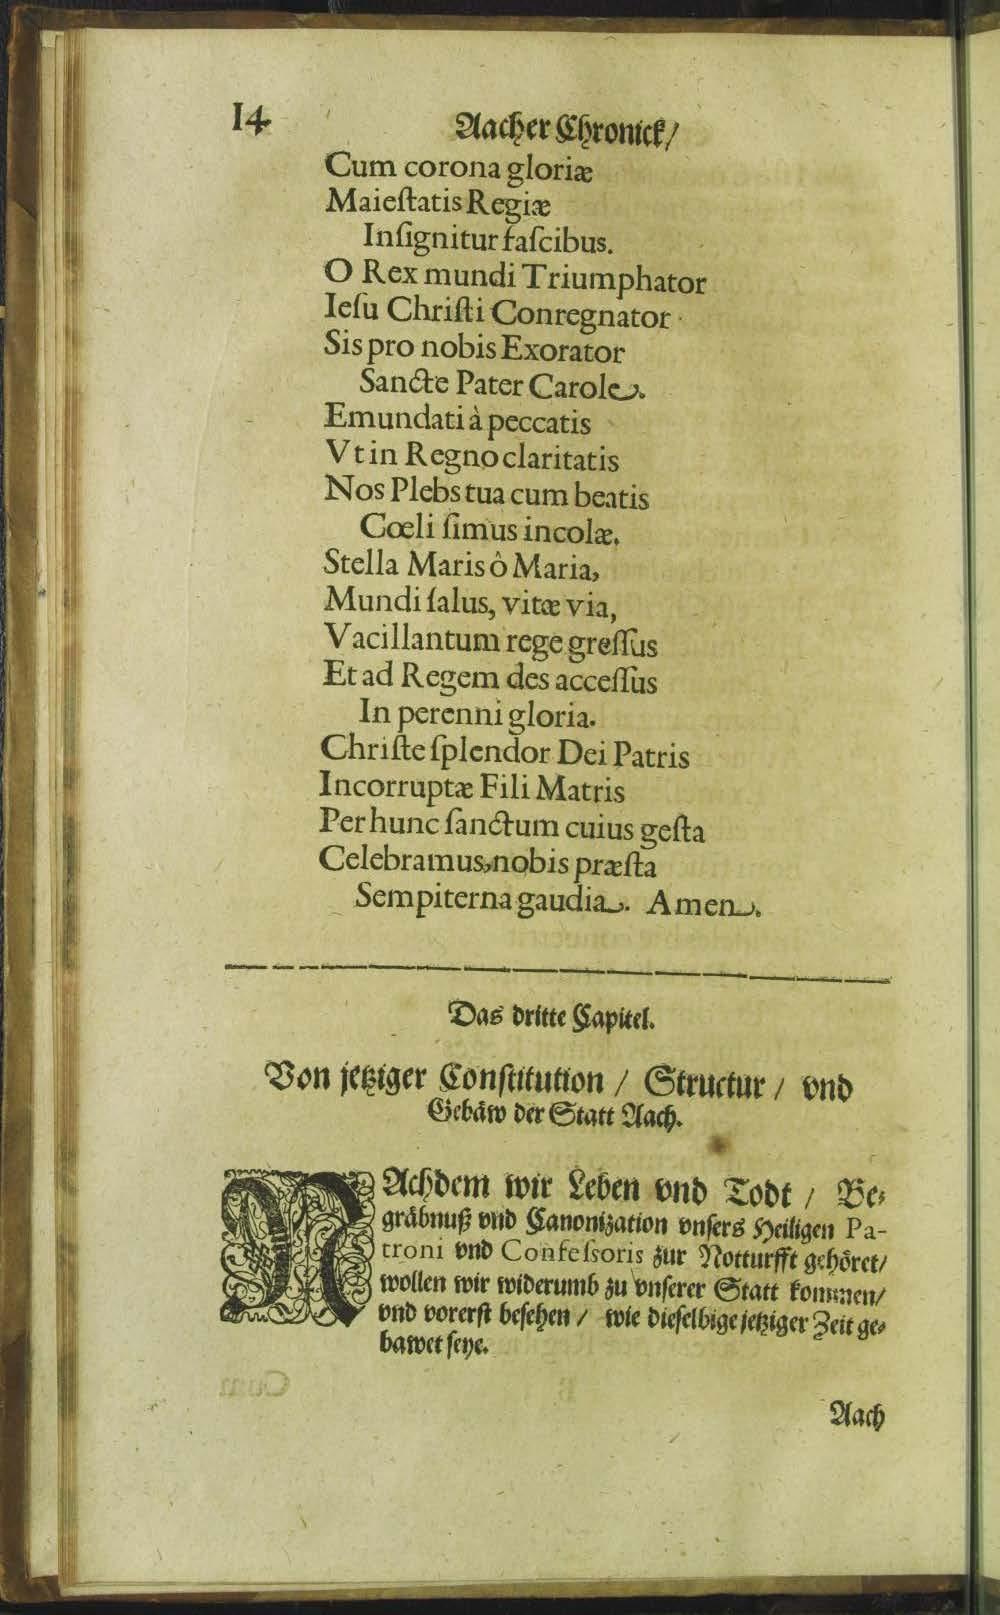 14
Aacher Chronick/
Cum corona gloriæ
Maieſtatis Regiæ
Inſignitur faſcibus.
O Rex mundi Triumphator
Ieſu Chriſti Conregnator
Sis pro nobis Exorator
Sancte Pater Carole.
Emundati à peccatis
Vt in Regno claritatis
Nos Plebs tua cum beatis
Cœli ſimus incolæ.
Stella Maris ô Maria,
Mundi ſalus, vitæ via,
Vacillantum rege greſſus
Et ad Regem des acceſſus
In perenni gloria.
Chriſte ſplendor Dei Patris
Incorruptæ Fili Matris
Per hunc ſanctum cuius geſta
Celebramus, nobis præſta
Sempiterna gaudia. Amen.
Das dritte Capitel.
Von jetziger Conſtitution / Structur / vnd
Gebäw der Statt Aach.
NAchdem wir Leben vnd Todt / Be-
gräbnuß vnd Canonization vnſers Heiligen Pa-
troni vnd Confeſſoris zur Notturfft gehöret/
wollen wir widerumb zu vnſerer Statt kommen/
vnd vorerſt beſehen / wie dieſelbige jetziger Zeit ge-
bawet ſeye.
Aach